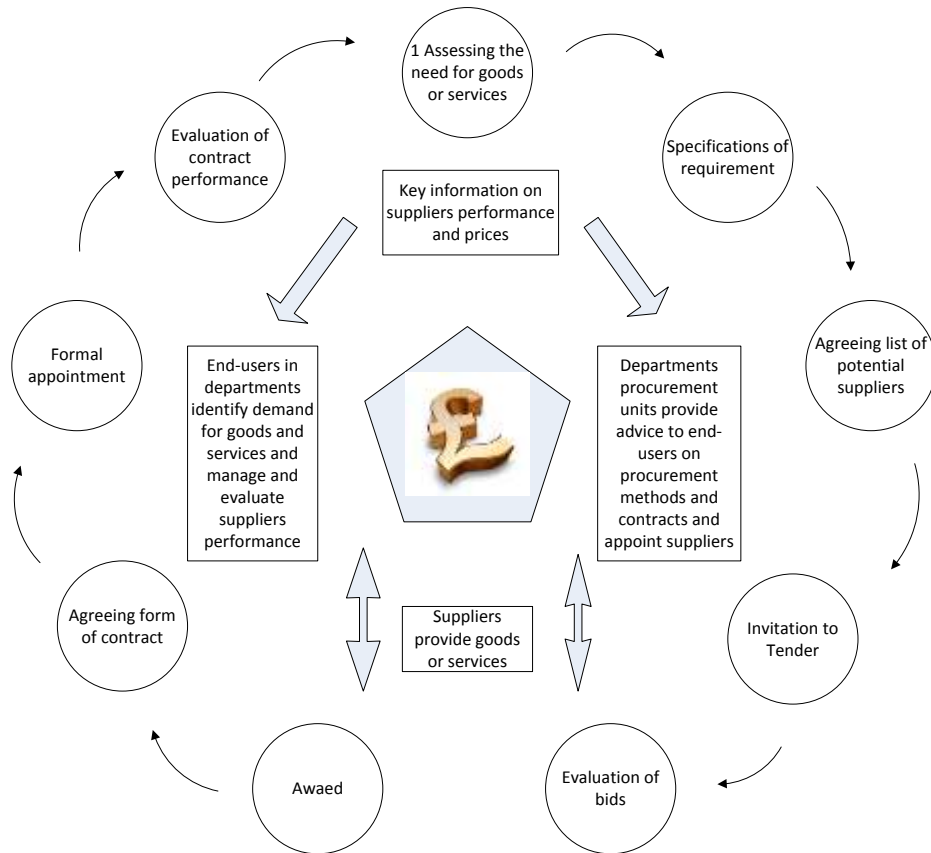 1 Assessing the
need for goods
or services
Specifications of
requirement
Agreeing list of
potential
suppliers
Invitation to
Tender
Evaluation of
bids
Awaed
Agreeing form
of contract
Formal
appointment
Evaluation of
contract
performance
Key information on
suppliers performance
and prices
End-users in
departments
identify demand
for goods and
services and
manage and
evaluate
suppliers
performance
£
Departments
procurement
units provide
advice to end-
users on
procurement
methods and
contracts and
appoint suppliers
Suppliers
provide goods
or services